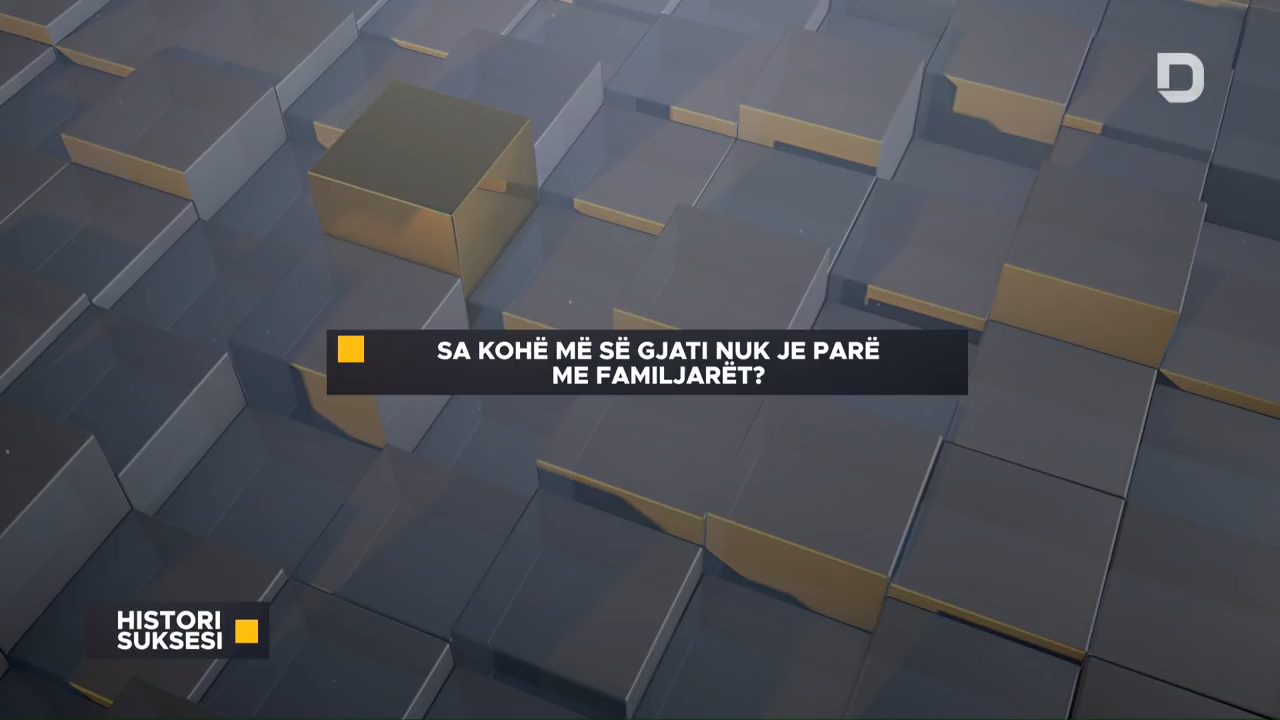 D
SA KOHË MË SË GJATI NUK JE PARË
ME FAMILJARËT?
HISTORI
SUKSESI